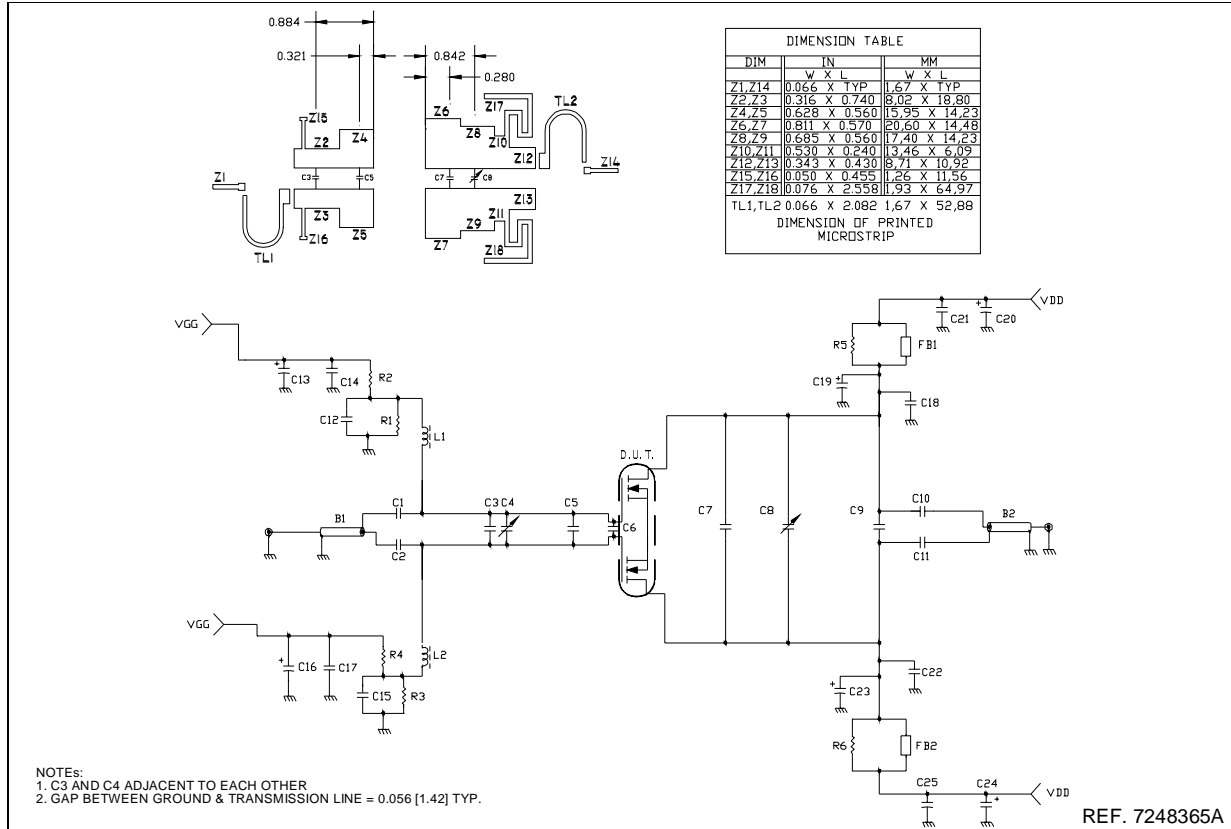 0.884
0.321
0.842
0.280
Z15
Z2
Z4
C3
C5
Z1
Z3
Z16
Z5
TL1
Z6
Z17
Z8
Z10
TL2
Z12
C7
C8
Z14
Z13
Z11
Z9
Z7
Z18
DIMENSION TABLE
DIM IN MM
W X L W X L
Z1,Z14 0.066 X TYP 1,67 X TYP
Z2,Z3 0.316 X 0.740 8,02 X 18,80
Z4,Z5 0.628 X 0.560 15,95 X 14,23
Z6,Z7 0.811 X 0.570 20,60 X 14,48
Z8,Z9 0.685 X 0.560 17,40 X 14,23
Z10,Z11 0.530 X 0.240 13,46 X 6,09
Z12,Z13 0.343 X 0.430 8,71 X 10,92
Z15,Z16 0.050 X 0.455 1,26 X 11,56
Z17,Z18 0.076 X 2.558 1,93 X 64,97
TL1,TL2 0.066 X 2.082 1,67 X 52,88
DIMENSION OF PRINTED
MICROSTRIP
VGG
+
C13
C14
R2
C12
R1
L1
B1
C1
C2
C3
C4
C5
C6
D.U.T.
VGG
+
C16
C17
R4
C15
R3
L2
VDD
C21
+
C20
R5
FB1
C19
+
C18
C7
C8
C9
C10
C11
B2
C22
+
C23
R6
FB2
C25
C24
+
VDD
NOTEs:
1. C3 AND C4 ADJACENT TO EACH OTHER
2. GAP BETWEEN GROUND & TRANSMISSION LINE = 0.056 [1.42] TYP.
REF. 7248365A